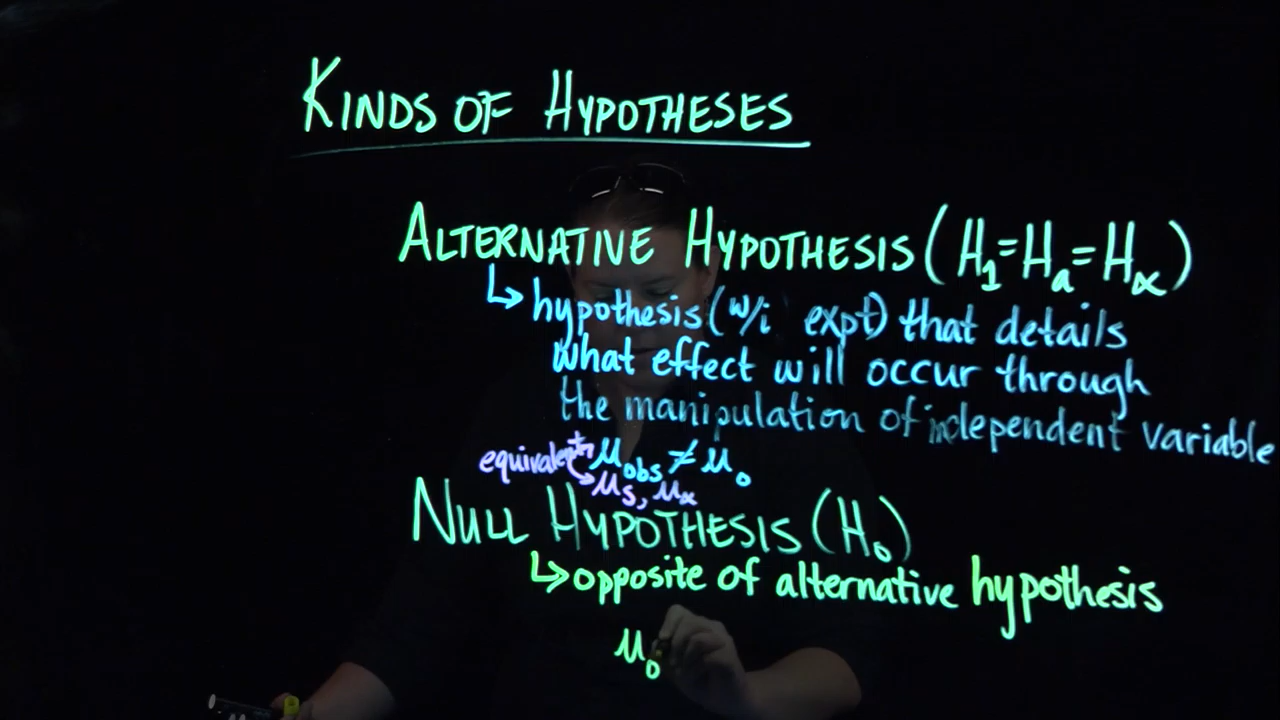 KINDS OF HYPOTHESES
ALTERNATIVE HYPOTHESIS (H₁=Hₐ=Hα)
↳ hypothesis (w/i expt) that details
what effect will occur through
the manipulation of independent variable
equivalent μobs ≠ μ₀
μs, μx
NULL HYPOTHESIS (H₀)
↳ opposite of alternative hypothesis
μ₀